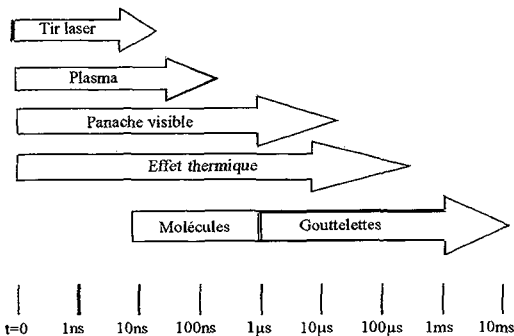 Tir laser
Plasma
Panache visible
Effet thermique
Molécules Gouttelettes
t=0 1ns 10ns 100ns 1µs 10µs 100µs 1ms 10ms